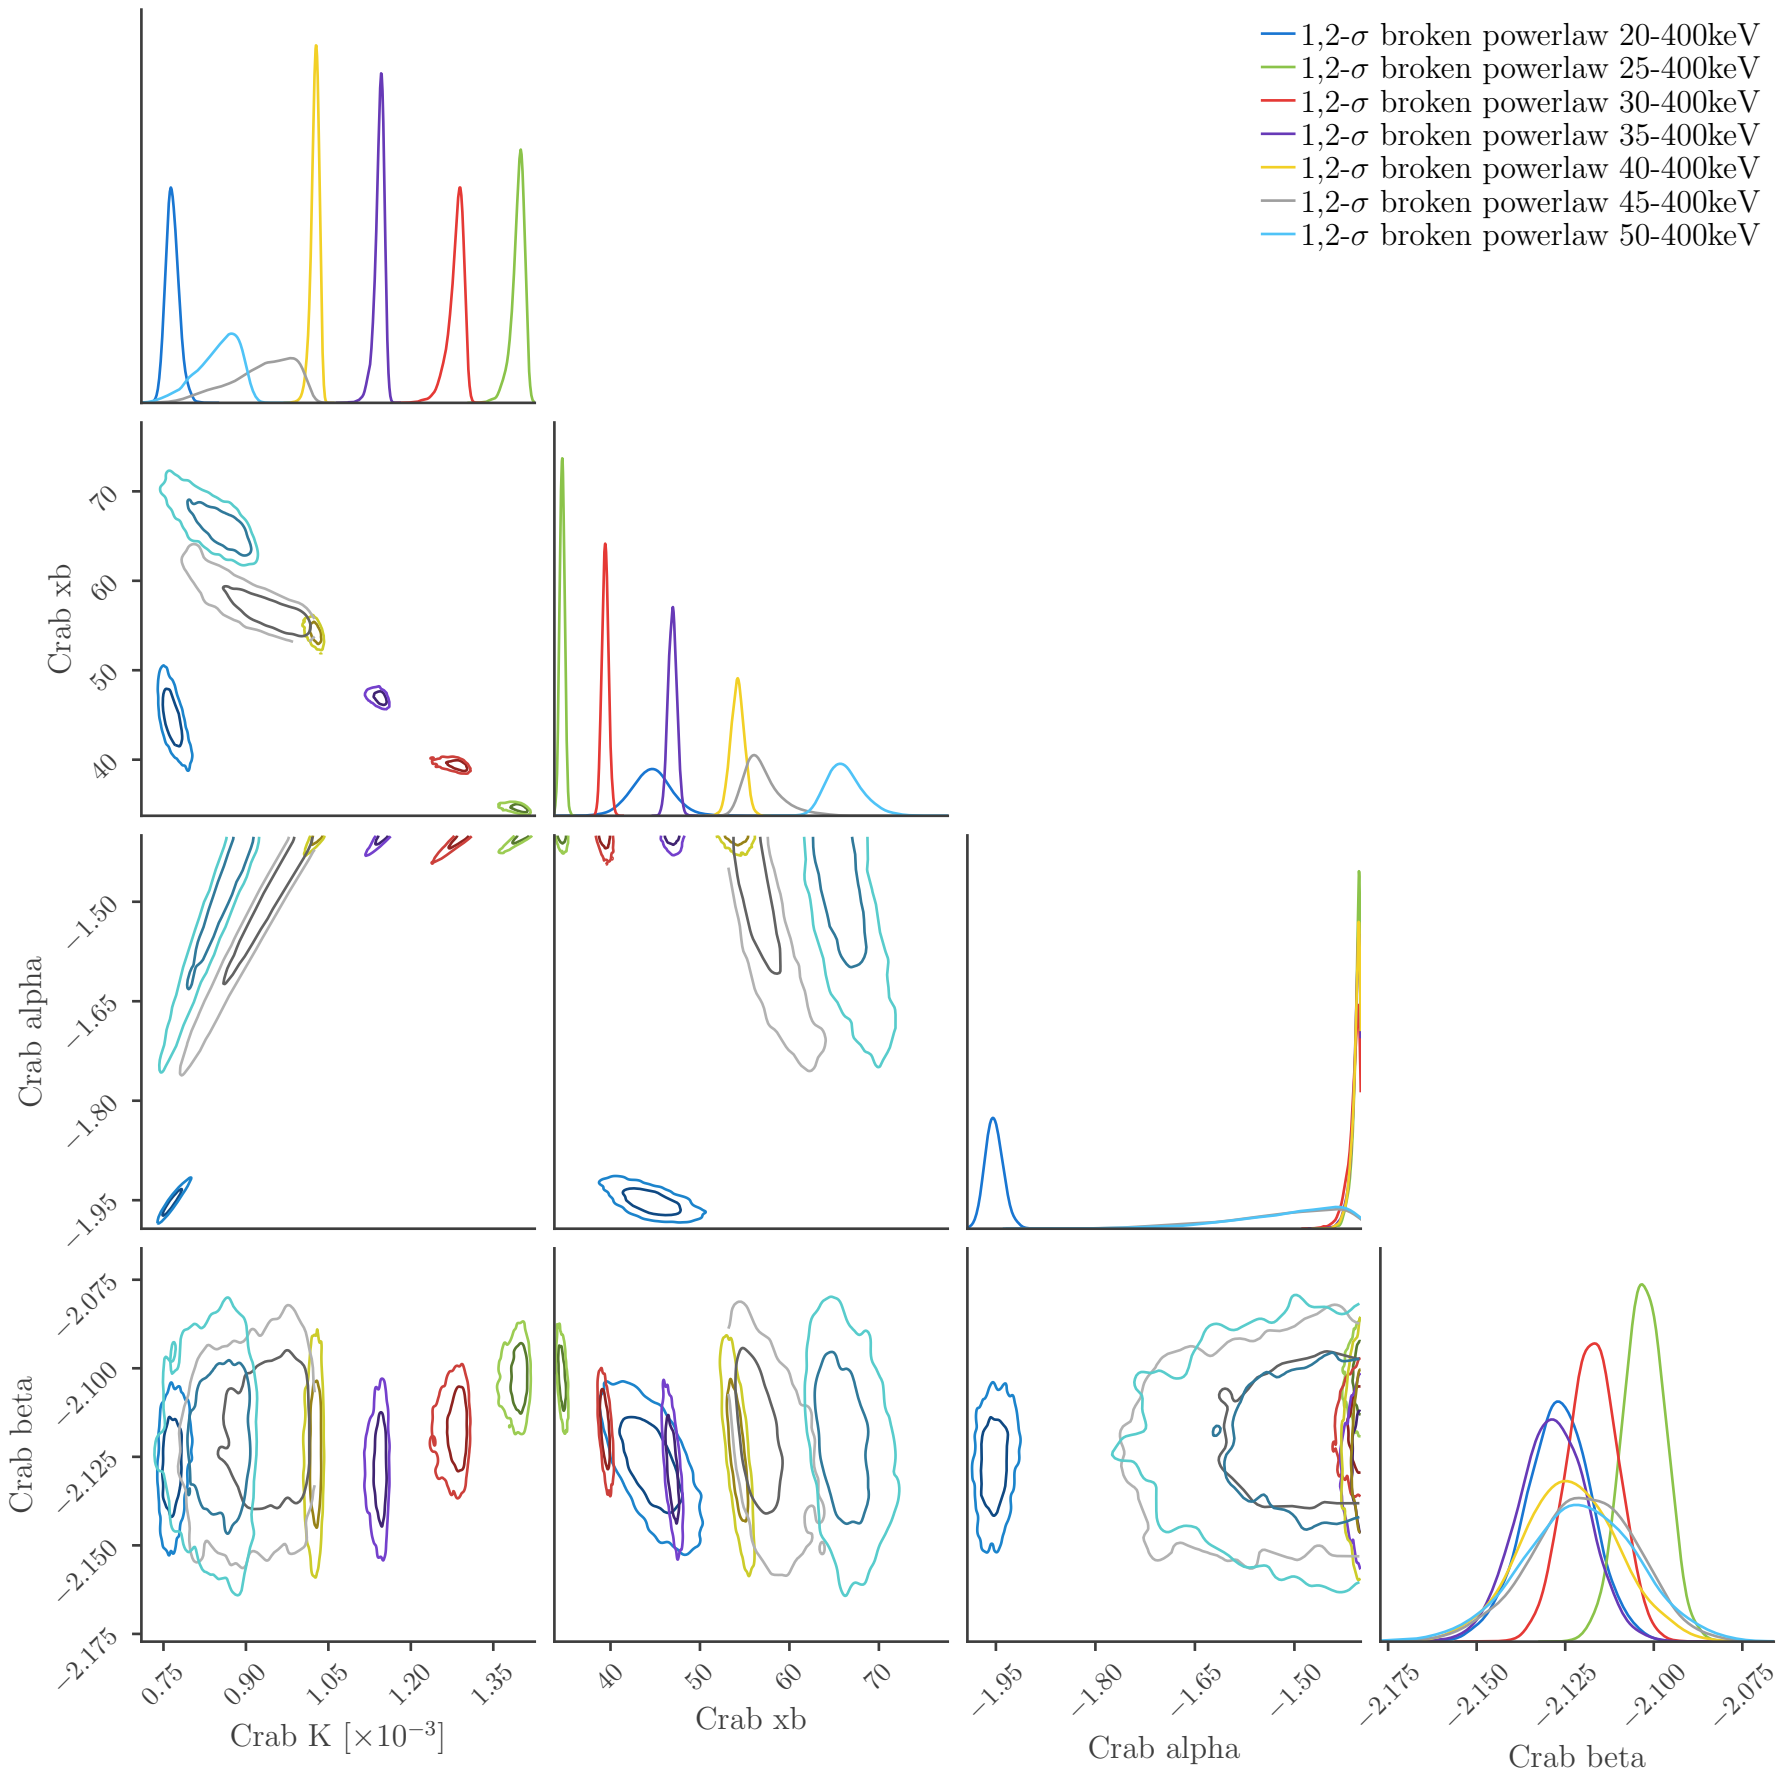 1,2-σ broken powerlaw 20-400keV
1,2-σ broken powerlaw 25-400keV
1,2-σ broken powerlaw 30-400keV
1,2-σ broken powerlaw 35-400keV
1,2-σ broken powerlaw 40-400keV
1,2-σ broken powerlaw 45-400keV
1,2-σ broken powerlaw 50-400keV
Crab xb
70
60
50
40
Crab alpha
−1.50
−1.65
−1.80
−1.95
Crab beta
−2.075
−2.100
−2.125
−2.150
−2.175
0.75 0.90 1.05 1.20 1.35
Crab K [×10⁻³]
40 50 60 70
Crab xb
−1.95 −1.80 −1.65 −1.50
Crab alpha
−2.175 −2.150 −2.125 −2.100 −2.075
Crab beta